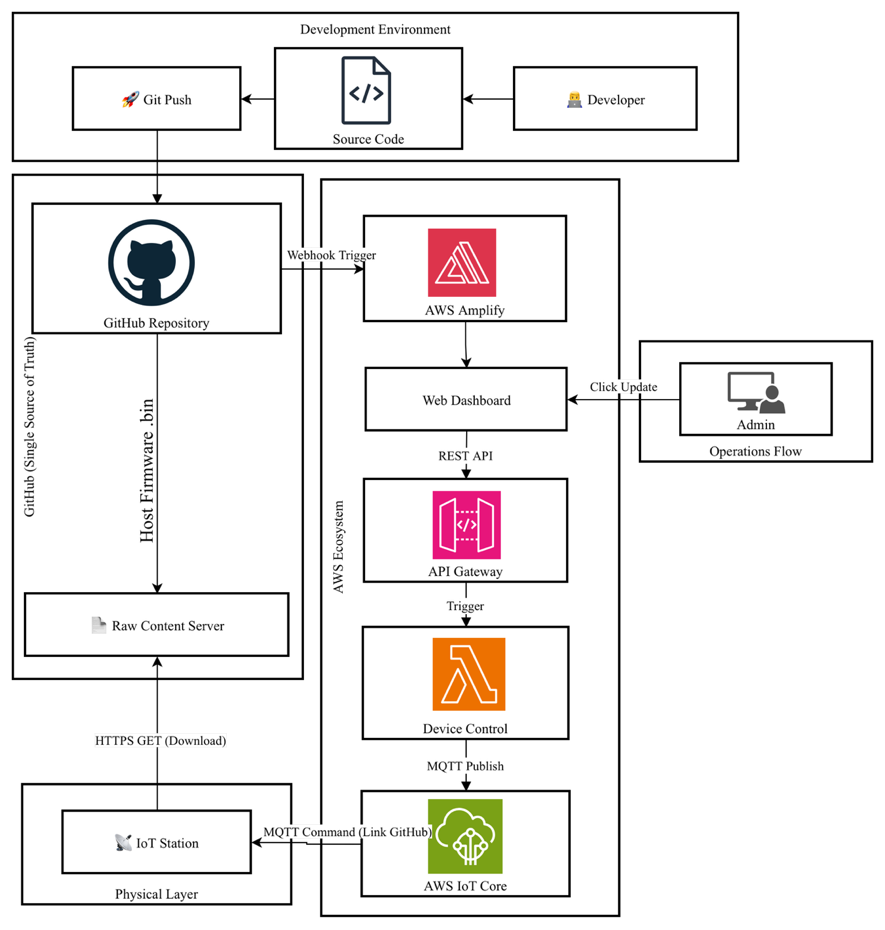 Development Environment
Git Push
Source Code
Developer
GitHub Repository
Webhook Trigger
AWS Amplify
GitHub (Single Source of Truth)
Host Firmware .bin
Web Dashboard
Click Update
Admin
Operations Flow
REST API
API Gateway
AWS Ecosystem
Trigger
Raw Content Server
Device Control
HTTPS GET (Download)
MQTT Publish
IoT Station
MQTT Command (Link GitHub)
AWS IoT Core
Physical Layer